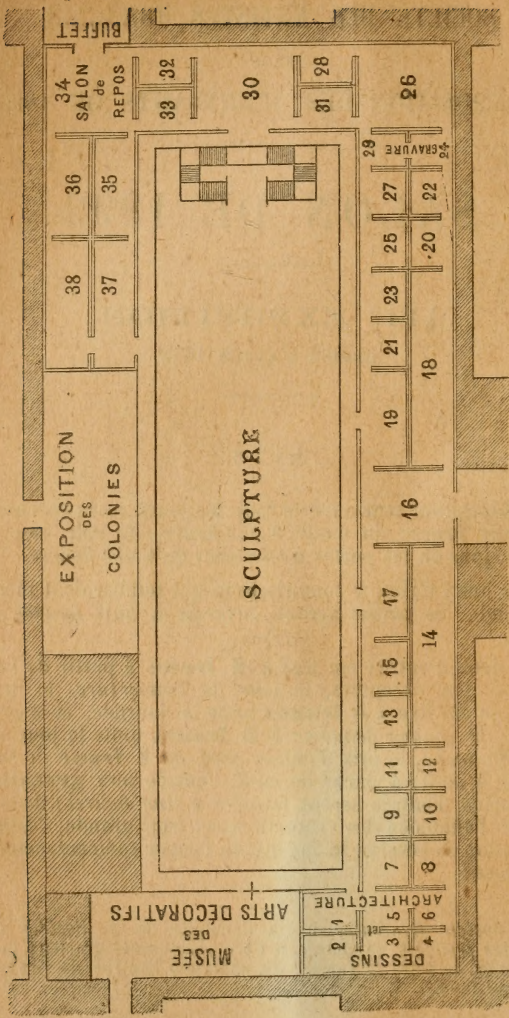 BUFFET
34
SALON
de
REPOS
32
33
30
28
31
26
36
35
38
37
29
GRAVURE
24
27
22
25
20
23
21
18
19
EXPOSITION
DES
COLONIES
SCULPTURE
16
17
14
15
13
11
12
9
10
7
8
MUSÉE
DES
ARTS DÉCORATIFS
DESSINS
et
ARCHITECTURE
1
2
3
5
4
6